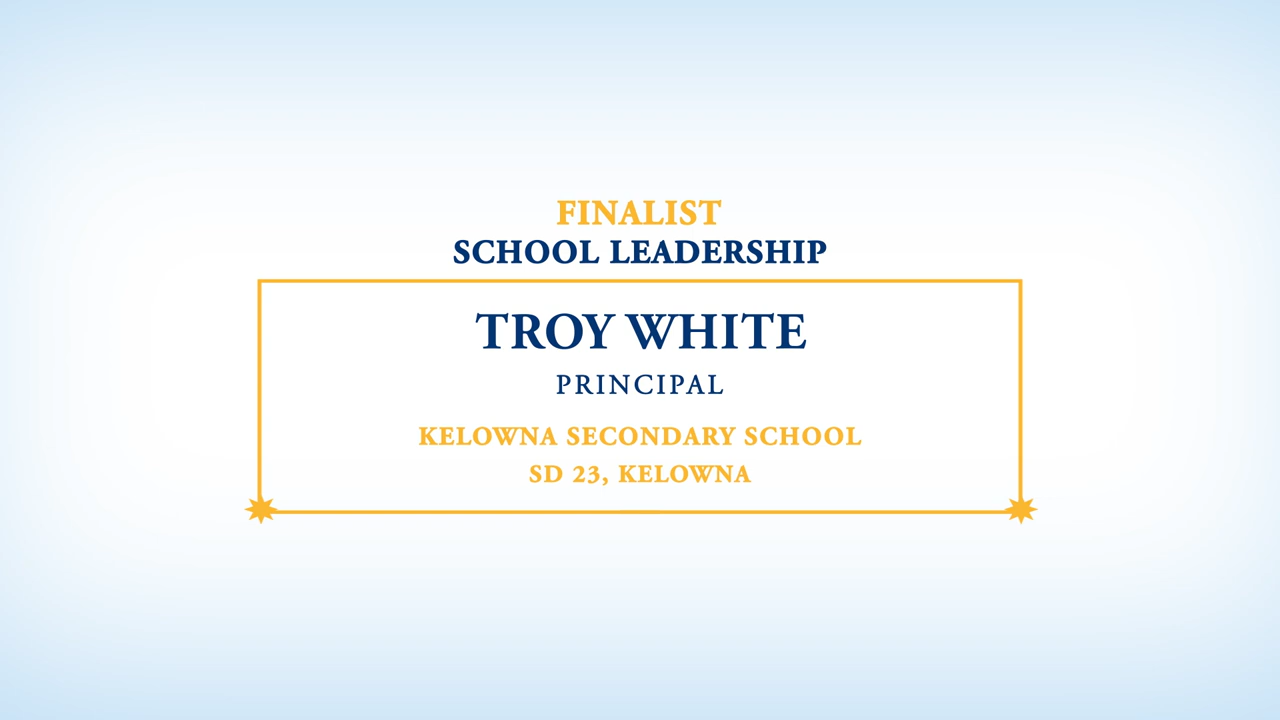 FINALIST
SCHOOL LEADERSHIP
TROY WHITE
PRINCIPAL
KELOWNA SECONDARY SCHOOL
SD 23, KELOWNA